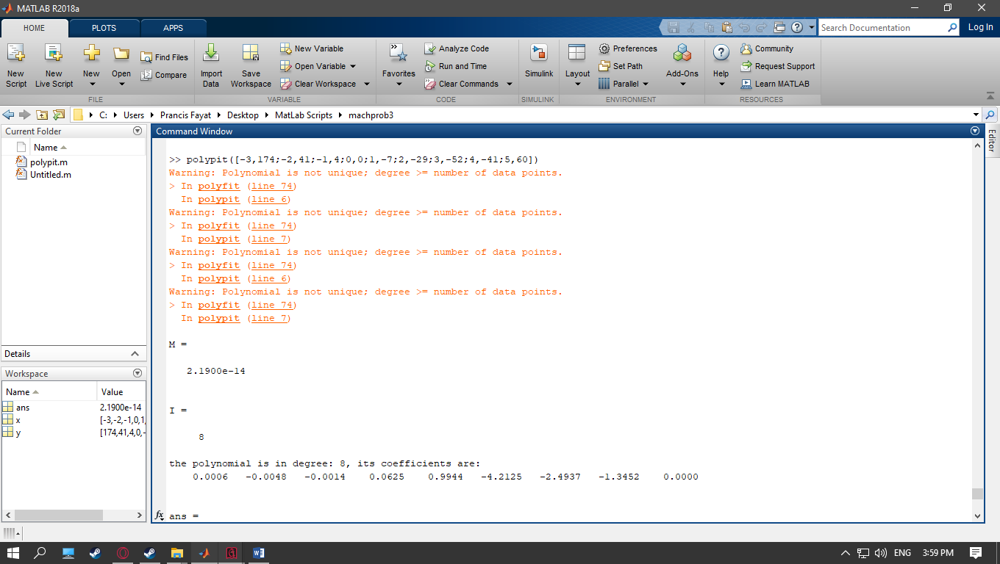 MATLAB R2018a
HOME PLOTS APPS
Search Documentation
Log In
New Script
New Live Script
New
Open
Find Files
Compare
FILE
Import Data
Save Workspace
New Variable
Open Variable
Clear Workspace
VARIABLE
Favorites
Analyze Code
Run and Time
Clear Commands
CODE
Simulink
SIMULINK
Layout
Preferences
Set Path
Parallel
Add-Ons
ENVIRONMENT
Help
Community
Request Support
Learn MATLAB
RESOURCES
C: Users Prancis Fayat Desktop MatLab Scripts machprob3
Current Folder
Name
polypit.m
Untitled.m
Details
Workspace
Name Value
ans 2.1900e-14
x [-3,-2,-1,0,1,
y [174,41,4,0,-
Command Window
>> polypit([-3,174;-2,41;-1,4;0,0;1,-7;2,-29;3,-52;4,-41;5,60])
Warning: Polynomial is not unique; degree >= number of data points.
> In polyfit (line 74)
In polypit (line 6)
Warning: Polynomial is not unique; degree >= number of data points.
> In polyfit (line 74)
In polypit (line 7)
Warning: Polynomial is not unique; degree >= number of data points.
> In polyfit (line 74)
In polypit (line 6)
Warning: Polynomial is not unique; degree >= number of data points.
> In polyfit (line 74)
In polypit (line 7)
M =
2.1900e-14
I =
8
the polynomial is in degree: 8, its coefficients are:
0.0006 -0.0048 -0.0014 0.0625 0.9944 -4.2125 -2.4937 -1.3452 0.0000
fx ans =
Editor
ENG 3:59 PM